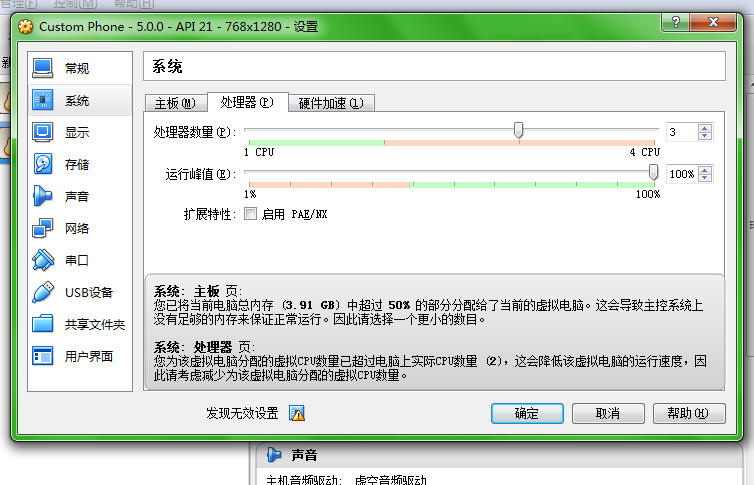 管理(F) 控制(M) 帮助(H)
Custom Phone - 5.0.0 - API 21 - 768x1280 - 设置
常规
系统
显示
存储
声音
网络
串口
USB设备
共享文件夹
用户界面
系统
主板(M) 处理器(P) 硬件加速(L)
处理器数量(P): 3
1 CPU 4 CPU
运行峰值(E): 100%
1% 100%
扩展特性: 启用 PAE/NX
系统: 主板 页:
您已将当前电脑总内存 (3.91 GB) 中超过 50% 的部分分配给了当前的虚拟电脑。这会导致主控系统上
没有足够的内存来保证正常运行。因此请选择一个更小的数目。
系统: 处理器 页:
您为该虚拟电脑分配的虚拟CPU数量已超过电脑上实际CPU数量 (2)，这会降低该虚拟电脑的运行速度，因
此请考虑减少为该虚拟电脑分配的虚拟CPU数量。
发现无效设置 确定 取消 帮助(H)
声音
主机音频驱动: 虚空音频驱动